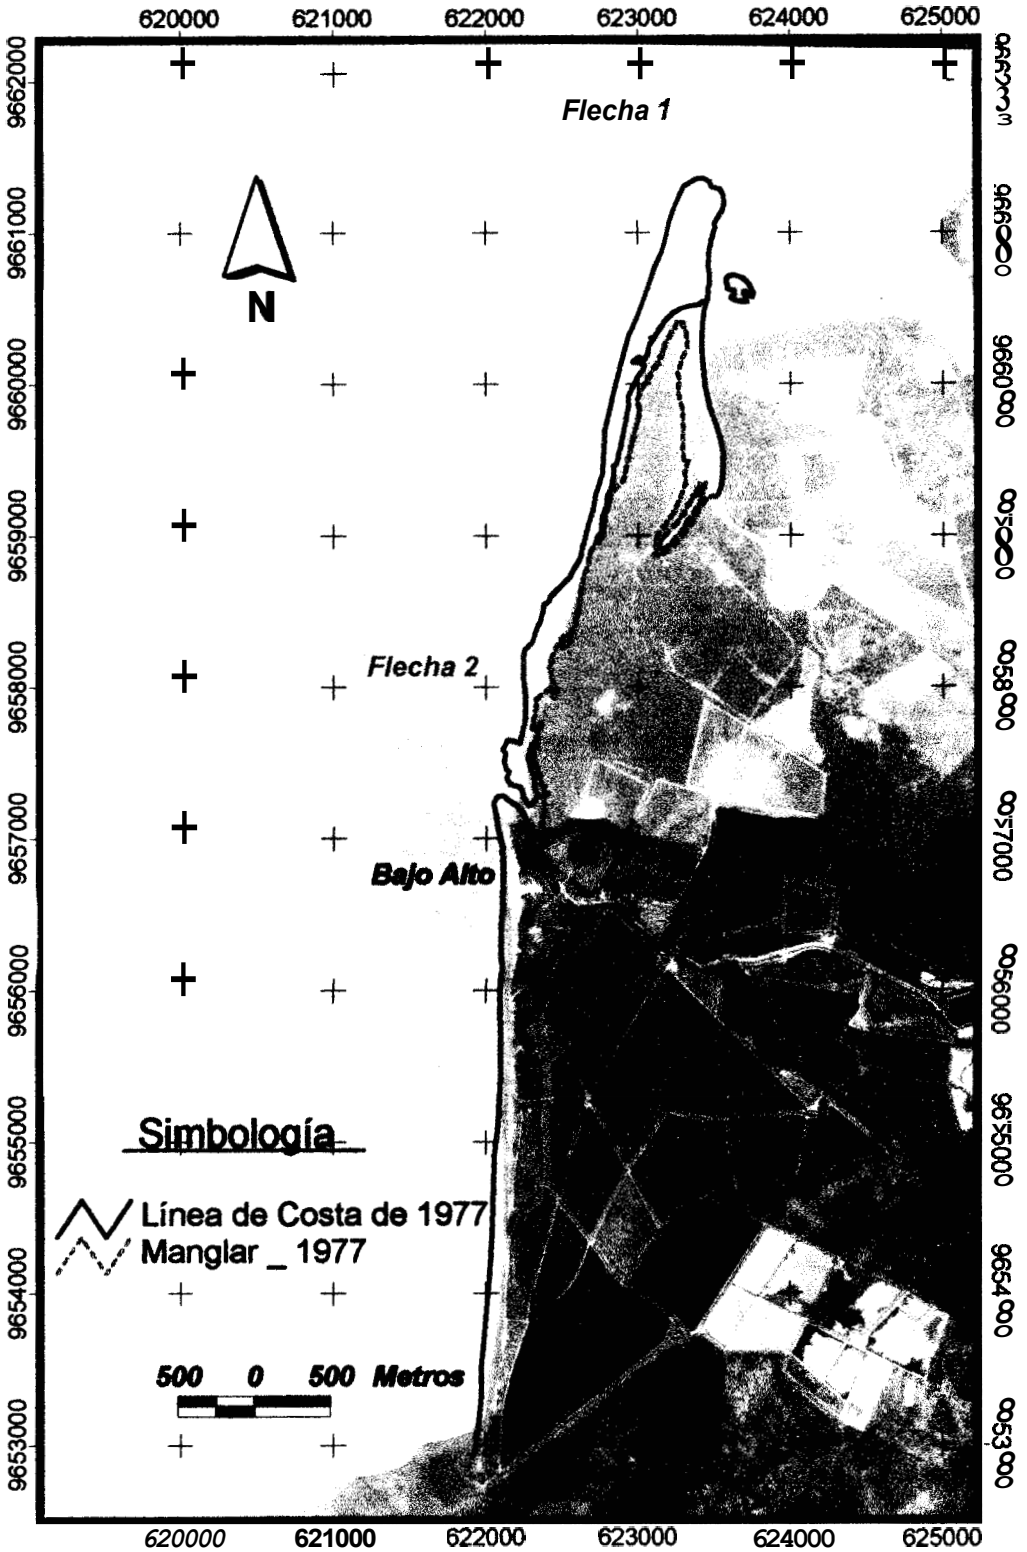 620000 621000 622000 623000 624000 625000
9662000
Flecha 1
9661000
N
9660000
9659000
Flecha 2
9658000
9657000
Bajo Alto
9656000
9655000
Simbología
Línea de Costa de 1977
Manglar _ 1977
9654000
500 0 500 Metros
9653000
620000 621000 622000 623000 624000 625000